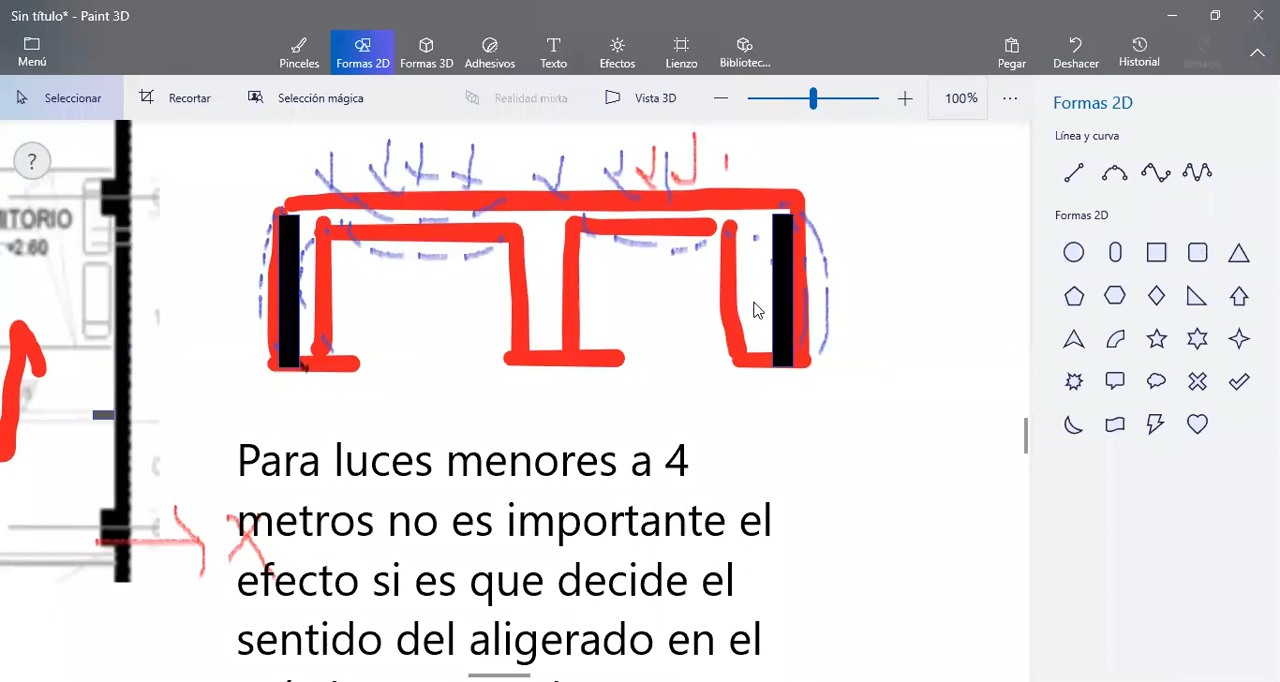 Sin título* - Paint 3D
Menú
Pinceles
Formas 2D
Formas 3D
Adhesivos
Texto
Efectos
Lienzo
Bibliotec...
Pegar
Deshacer
Historial
Seleccionar
Recortar
Selección mágica
Realidad mixta
Vista 3D
100%
Formas 2D
Línea y curva
Formas 2D
?
ITORIO
+2.60
X
Para luces menores a 4
metros no es importante el
efecto si es que decide el
sentido del aligerado en el